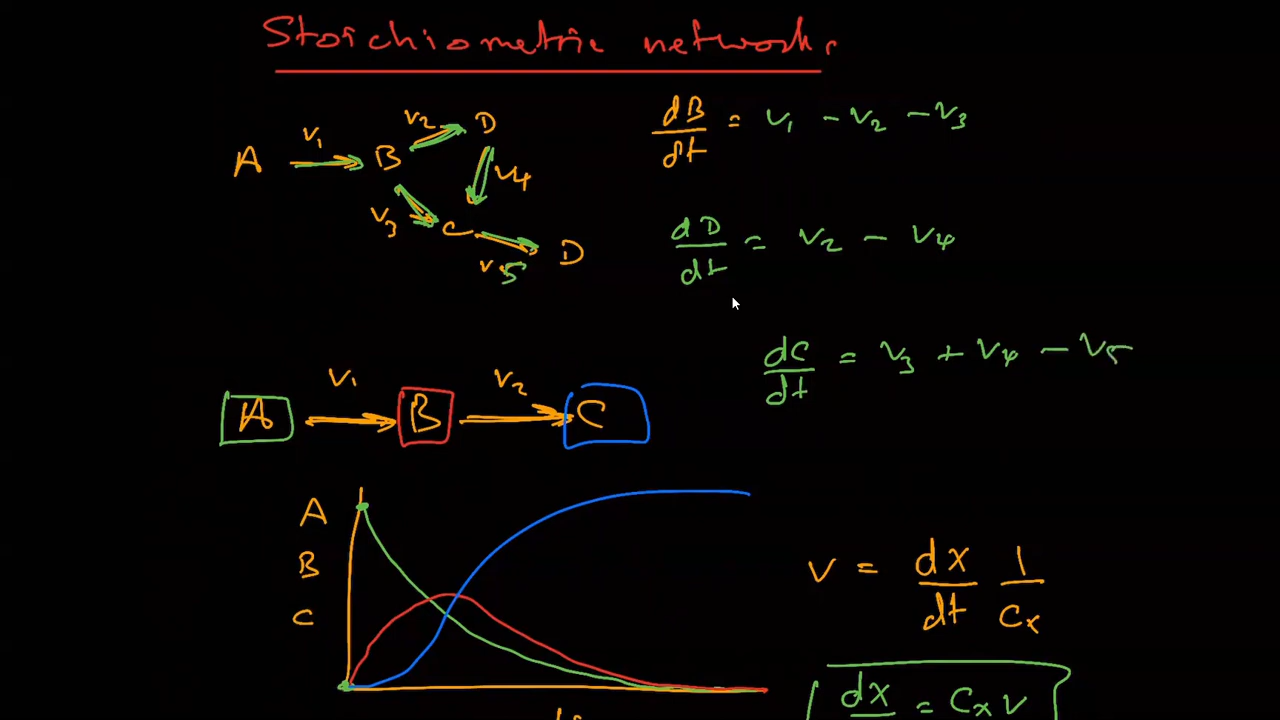 Stoichiometric networks
A v₁ B v₂ D
v₃ C v₄
v₅ D
dB/dt = v₁ - v₂ - v₃
dD/dt = v₂ - v₄
dC/dt = v₃ + v₄ - v₅
A v₁ B v₂ C
A
B
C
v = dx/dt 1/Cₓ
dx = Cₓ v